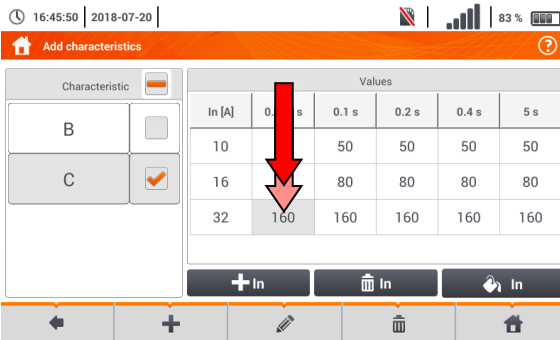 16:45:50 2018-07-20 83 %
Add characteristics ?
Characteristic
B
C
Values
In [A] 0. s 0.1 s 0.2 s 0.4 s 5 s
10 50 50 50 50
16 80 80 80 80
32 160 160 160 160 160
In In In